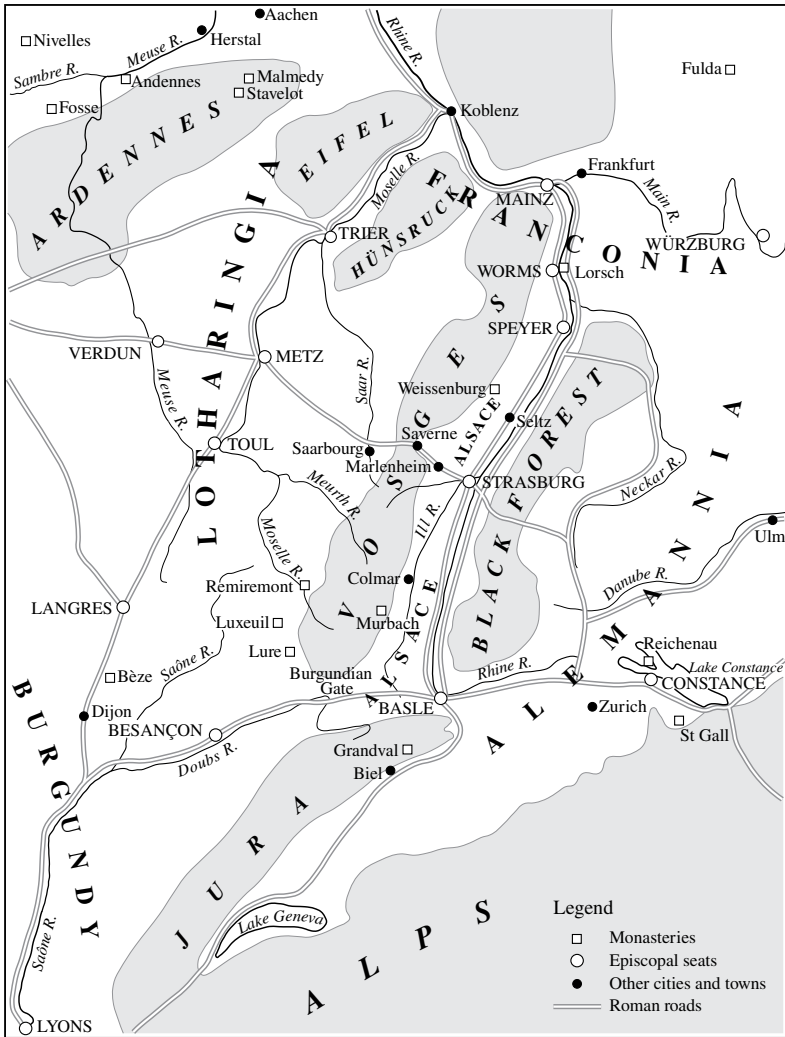 Aachen
Nivelles
Herstal
Meuse R.
Rhine R.
Sambre R.
Andennes
Malmedy
Stavelot
Fulda
Fosse
Koblenz
ARDENNES
EIFEL
LOTHARINGIA
Moselle R.
FRANCONIA
HÜNSRUCK
Frankfurt
MAINZ
Main R.
TRIER
WÜRZBURG
WORMS
Lorsch
SPEYER
VERDUN
METZ
Meuse R.
Saar R.
VOSGES
Weissenburg
ALSACE
Seltz
BLACK FOREST
TOUL
Saverne
Saarbourg
Marlenheim
STRASBURG
Meurth R.
Neckar R.
ALEMANNIA
Moselle R.
Ill R.
Ulm
Colmar
Danube R.
Remiremont
LANGRES
Luxeuil
Murbach
Lure
ALSACE
Reichenau
Saône R.
Bèze
Burgundian
Gate
Rhine R.
Lake Constance
CONSTANCE
BASLE
Zurich
BURGUNDY
Dijon
BESANÇON
St Gall
Doubs R.
Grandval
Biel
JURA
Lake Geneva
ALPS
Saône R.
LYONS
Legend
Monasteries
Episcopal seats
Other cities and towns
Roman roads